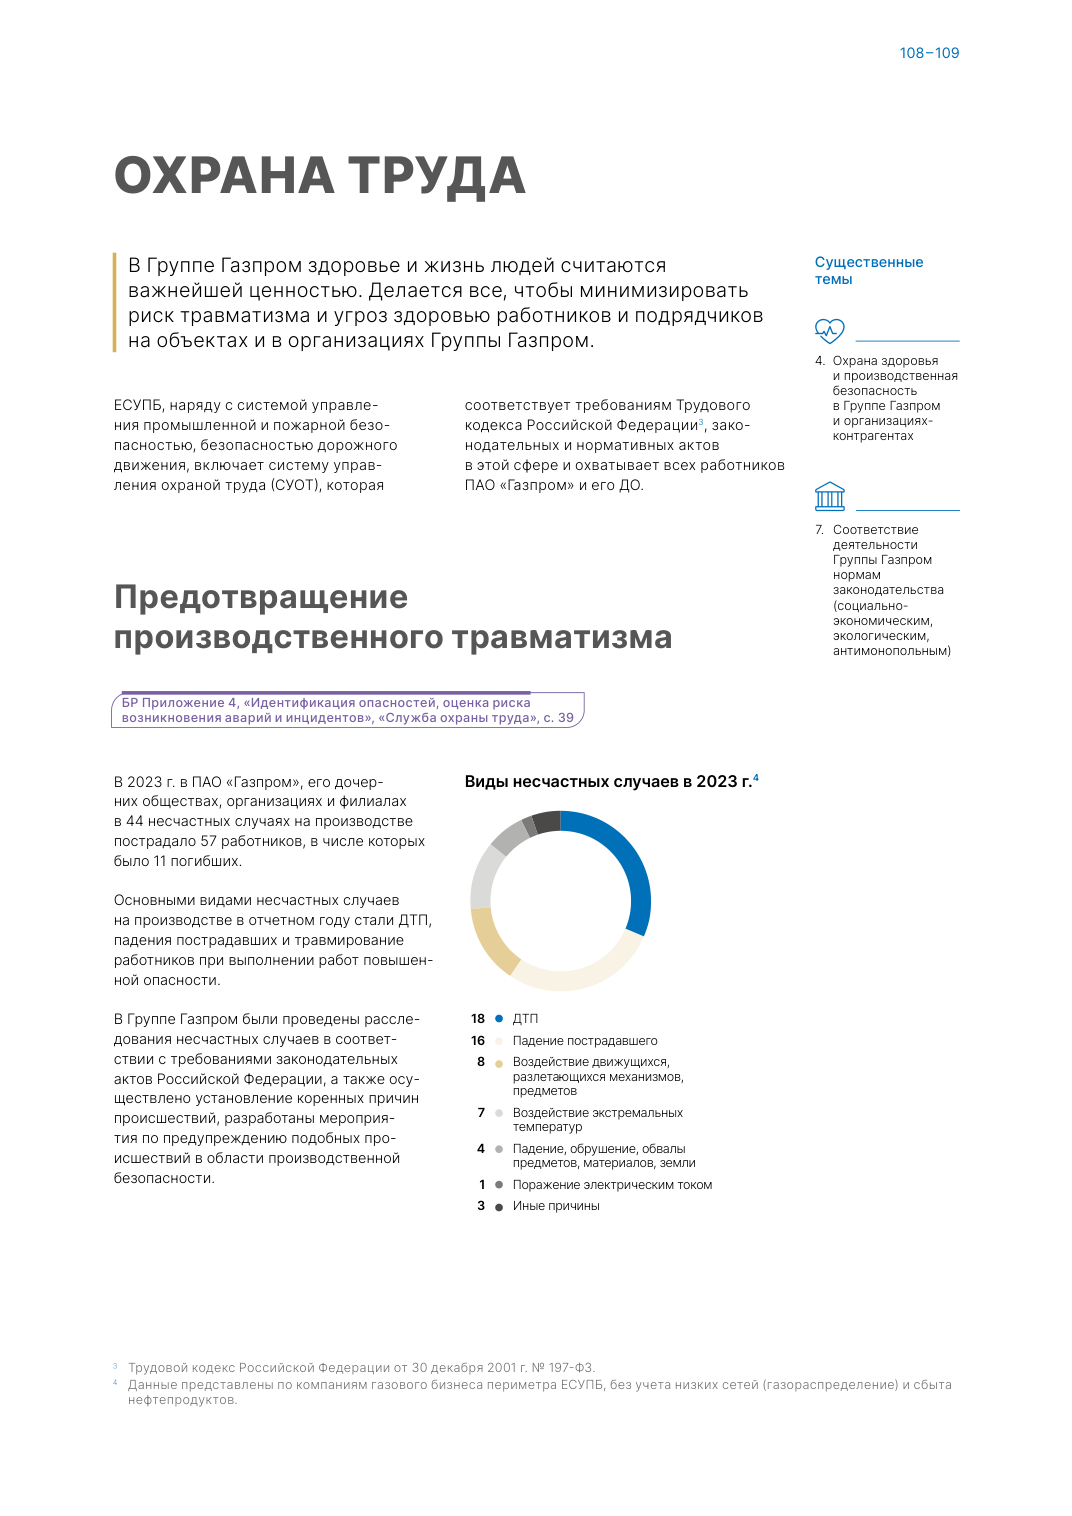 108–109
ОХРАНА ТРУДА
В Группе Газпром здоровье и жизнь людей считаются
важнейшей ценностью. Делается все, чтобы минимизировать
риск травматизма и угроз здоровью работников и подрядчиков
на объектах и в организациях Группы Газпром.
ЕСУПБ, наряду с системой управле-
ния промышленной и пожарной безо-
пасностью, безопасностью дорожного
движения, включает систему управ-
ления охраной труда (СУОТ), которая
соответствует требованиям Трудового
кодекса Российской Федерации³, зако-
нодательных и нормативных актов
в этой сфере и охватывает всех работников
ПАО «Газпром» и его ДО.
Существенные
темы
4. Охрана здоровья
и производственная
безопасность
в Группе Газпром
и организациях-
контрагентах
7. Соответствие
деятельности
Группы Газпром
нормам
законодательства
(социально-
экономическим,
экологическим,
антимонопольным)
Предотвращение
производственного травматизма
БР Приложение 4, «Идентификация опасностей, оценка риска
возникновения аварий и инцидентов», «Служба охраны труда», с. 39
В 2023 г. в ПАО «Газпром», его дочер-
них обществах, организациях и филиалах
в 44 несчастных случаях на производстве
пострадало 57 работников, в числе которых
было 11 погибших.
Основными видами несчастных случаев
на производстве в отчетном году стали ДТП,
падения пострадавших и травмирование
работников при выполнении работ повышен-
ной опасности.
В Группе Газпром были проведены рассле-
дования несчастных случаев в соответ-
ствии с требованиями законодательных
актов Российской Федерации, а также осу-
ществлено установление коренных причин
происшествий, разработаны мероприя-
тия по предупреждению подобных про-
исшествий в области производственной
безопасности.
Виды несчастных случаев в 2023 г.⁴
18 ДТП
16 Падение пострадавшего
8 Воздействие движущихся,
разлетающихся механизмов,
предметов
7 Воздействие экстремальных
температур
4 Падение, обрушение, обвалы
предметов, материалов, земли
1 Поражение электрическим током
3 Иные причины
³ Трудовой кодекс Российской Федерации от 30 декабря 2001 г. № 197-ФЗ.
⁴ Данные представлены по компаниям газового бизнеса периметра ЕСУПБ, без учета низких сетей (газораспределение) и сбыта
нефтепродуктов.